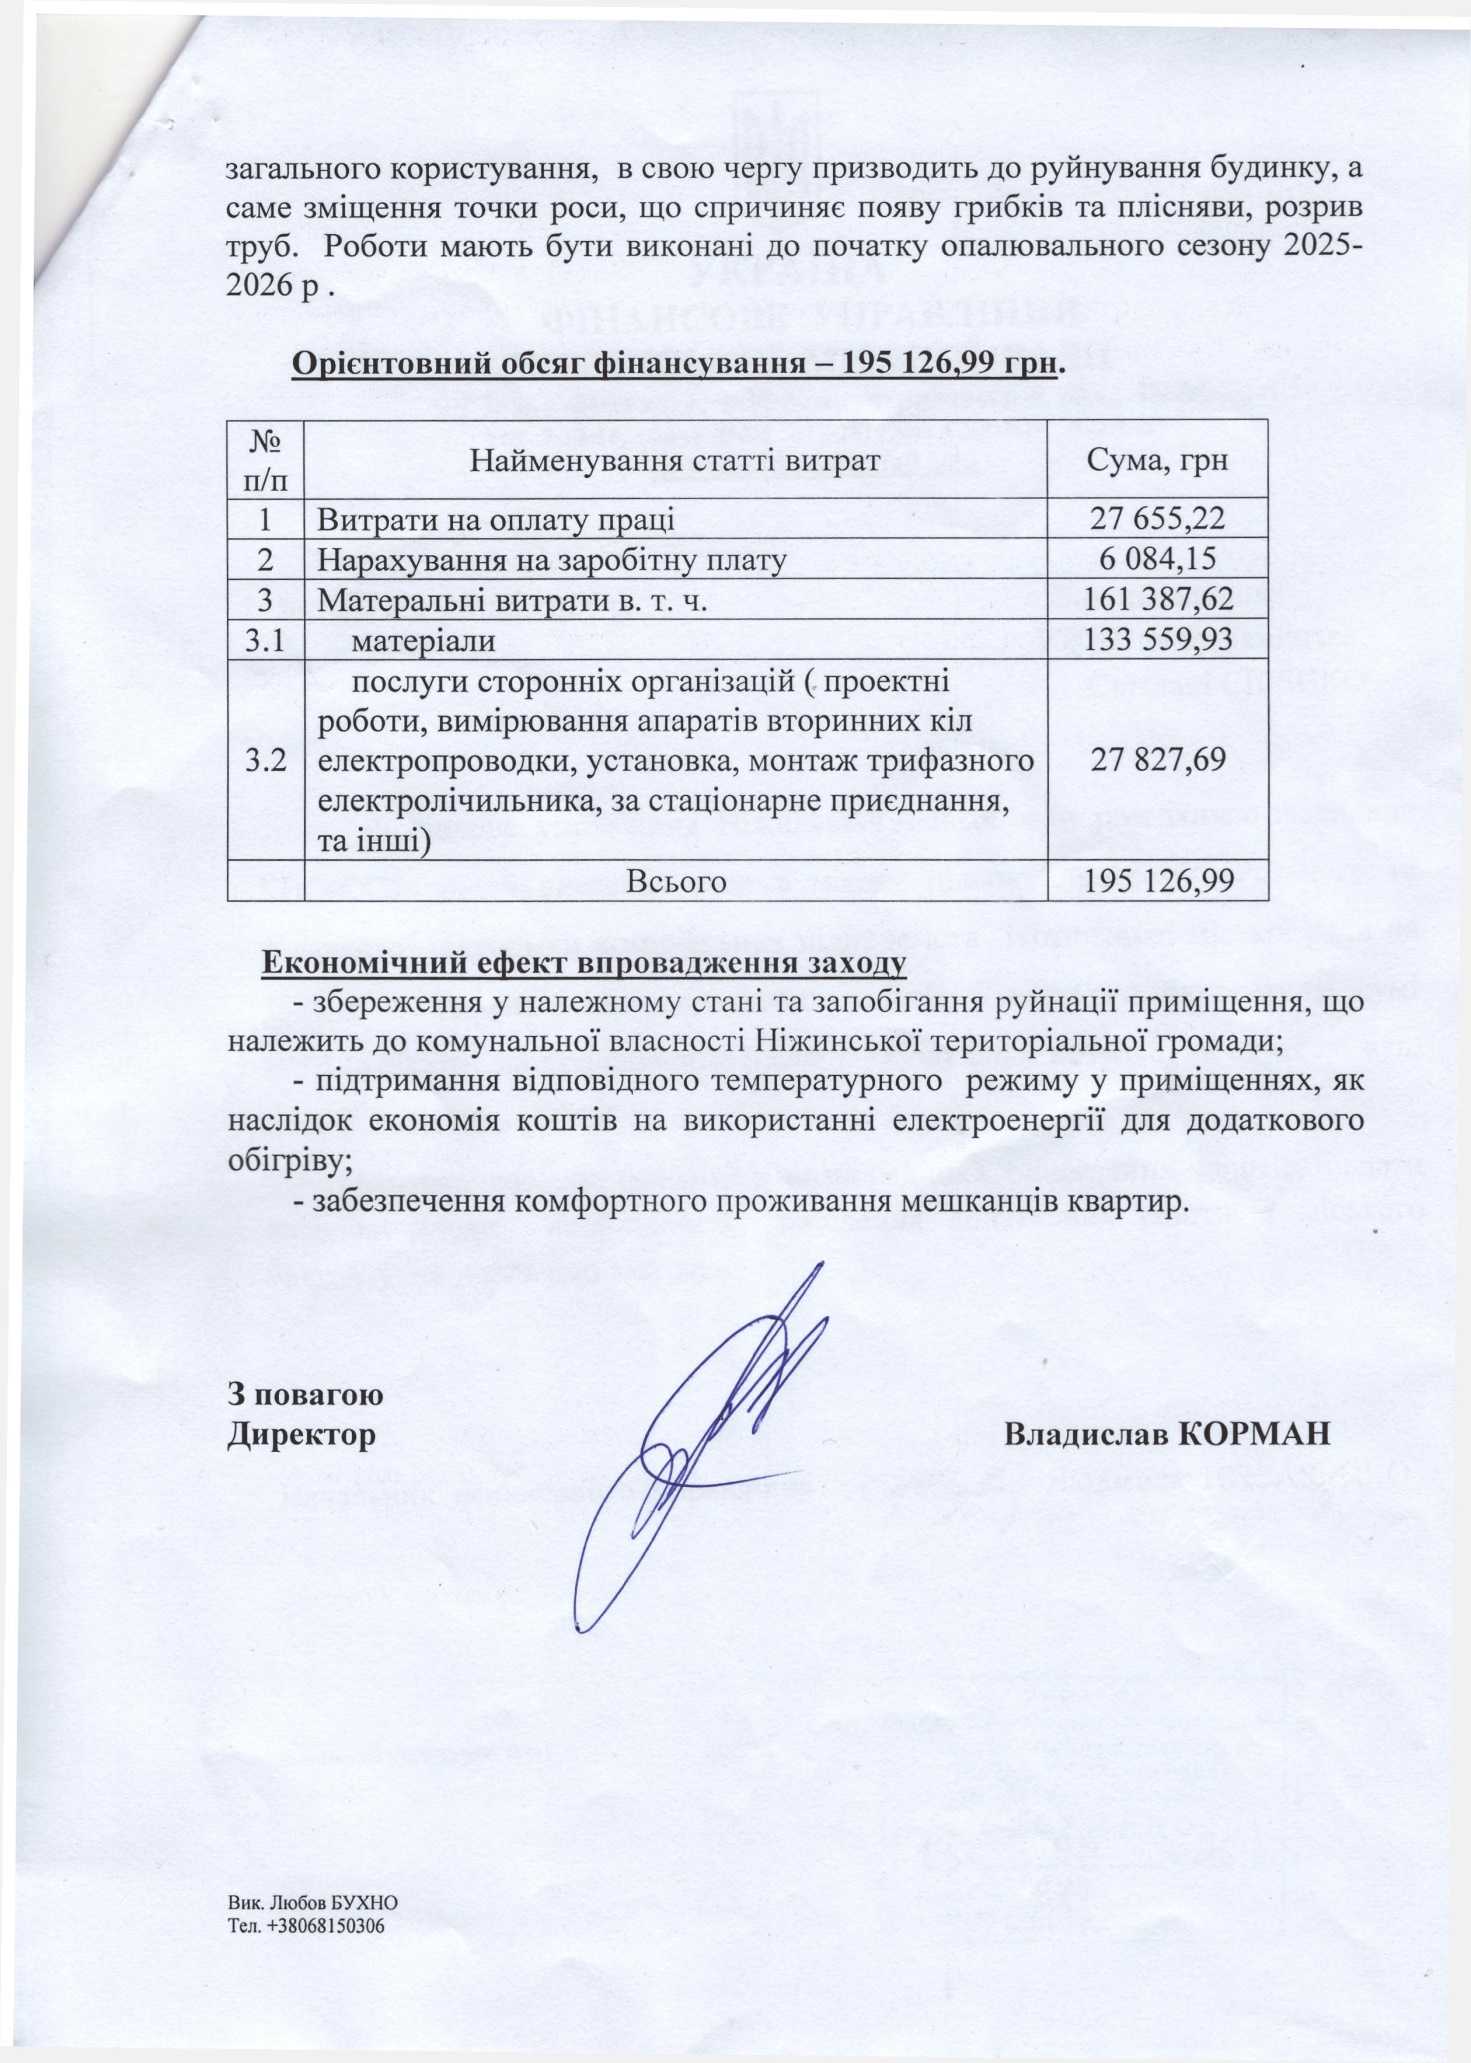 загального користування, в свою чергу призводить до руйнування будинку, а
саме зміщення точки роси, що спричиняє появу грибків та плісняви, розрив
труб. Роботи мають бути виконані до початку опалювального сезону 2025-
2026 р .
Орієнтовний обсяг фінансування – 195 126,99 грн.
№ п/п Найменування статті витрат Сума, грн
1 Витрати на оплату праці 27 655,22
2 Нарахування на заробітну плату 6 084,15
3 Матеральні витрати в. т. ч. 161 387,62
3.1 матеріали 133 559,93
послуги сторонніх організацій ( проектні
роботи, вимірювання апаратів вторинних кіл
3.2 електропроводки, установка, монтаж трифазного 27 827,69
електролічильника, за стаціонарне приєднання,
та інші)
Всього 195 126,99
Економічний ефект впровадження заходу
- збереження у належному стані та запобігання руйнації приміщення, що
належить до комунальної власності Ніжинської територіальної громади;
- підтримання відповідного температурного режиму у приміщеннях, як
наслідок економія коштів на використанні електроенергії для додаткового
обігріву;
- забезпечення комфортного проживання мешканців квартир.
З повагою
Директор Владислав КОРМАН
Вик. Любов БУХНО
Тел. +38068150306